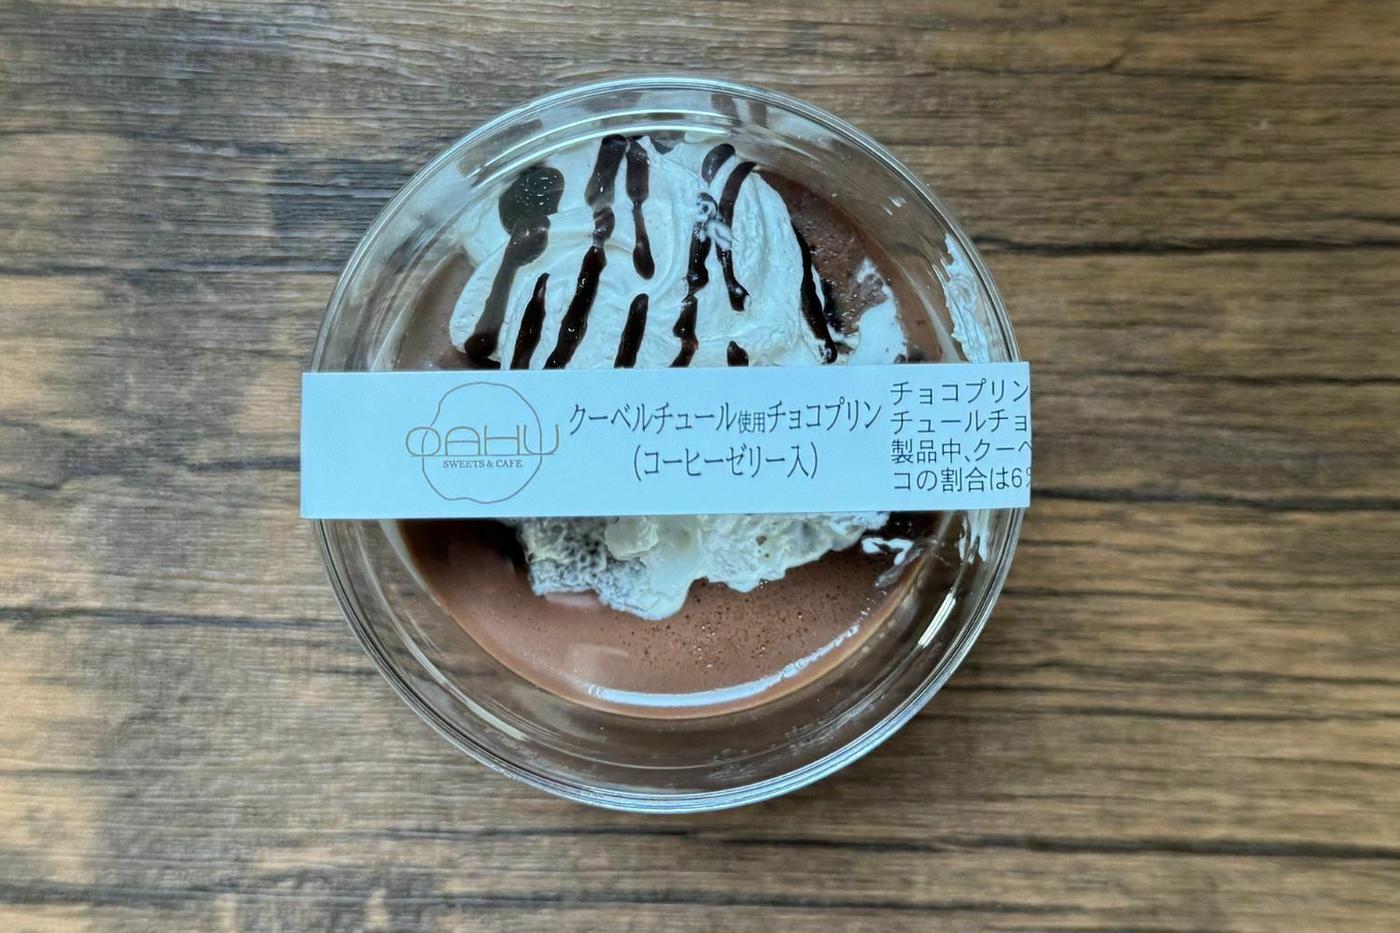 OAHU
SWEETS & CAFE
クーベルチュール使用チョコプリン
(コーヒーゼリー入)
チョコプリン
チュールチョ
製品中、クーベ
コの割合は6%